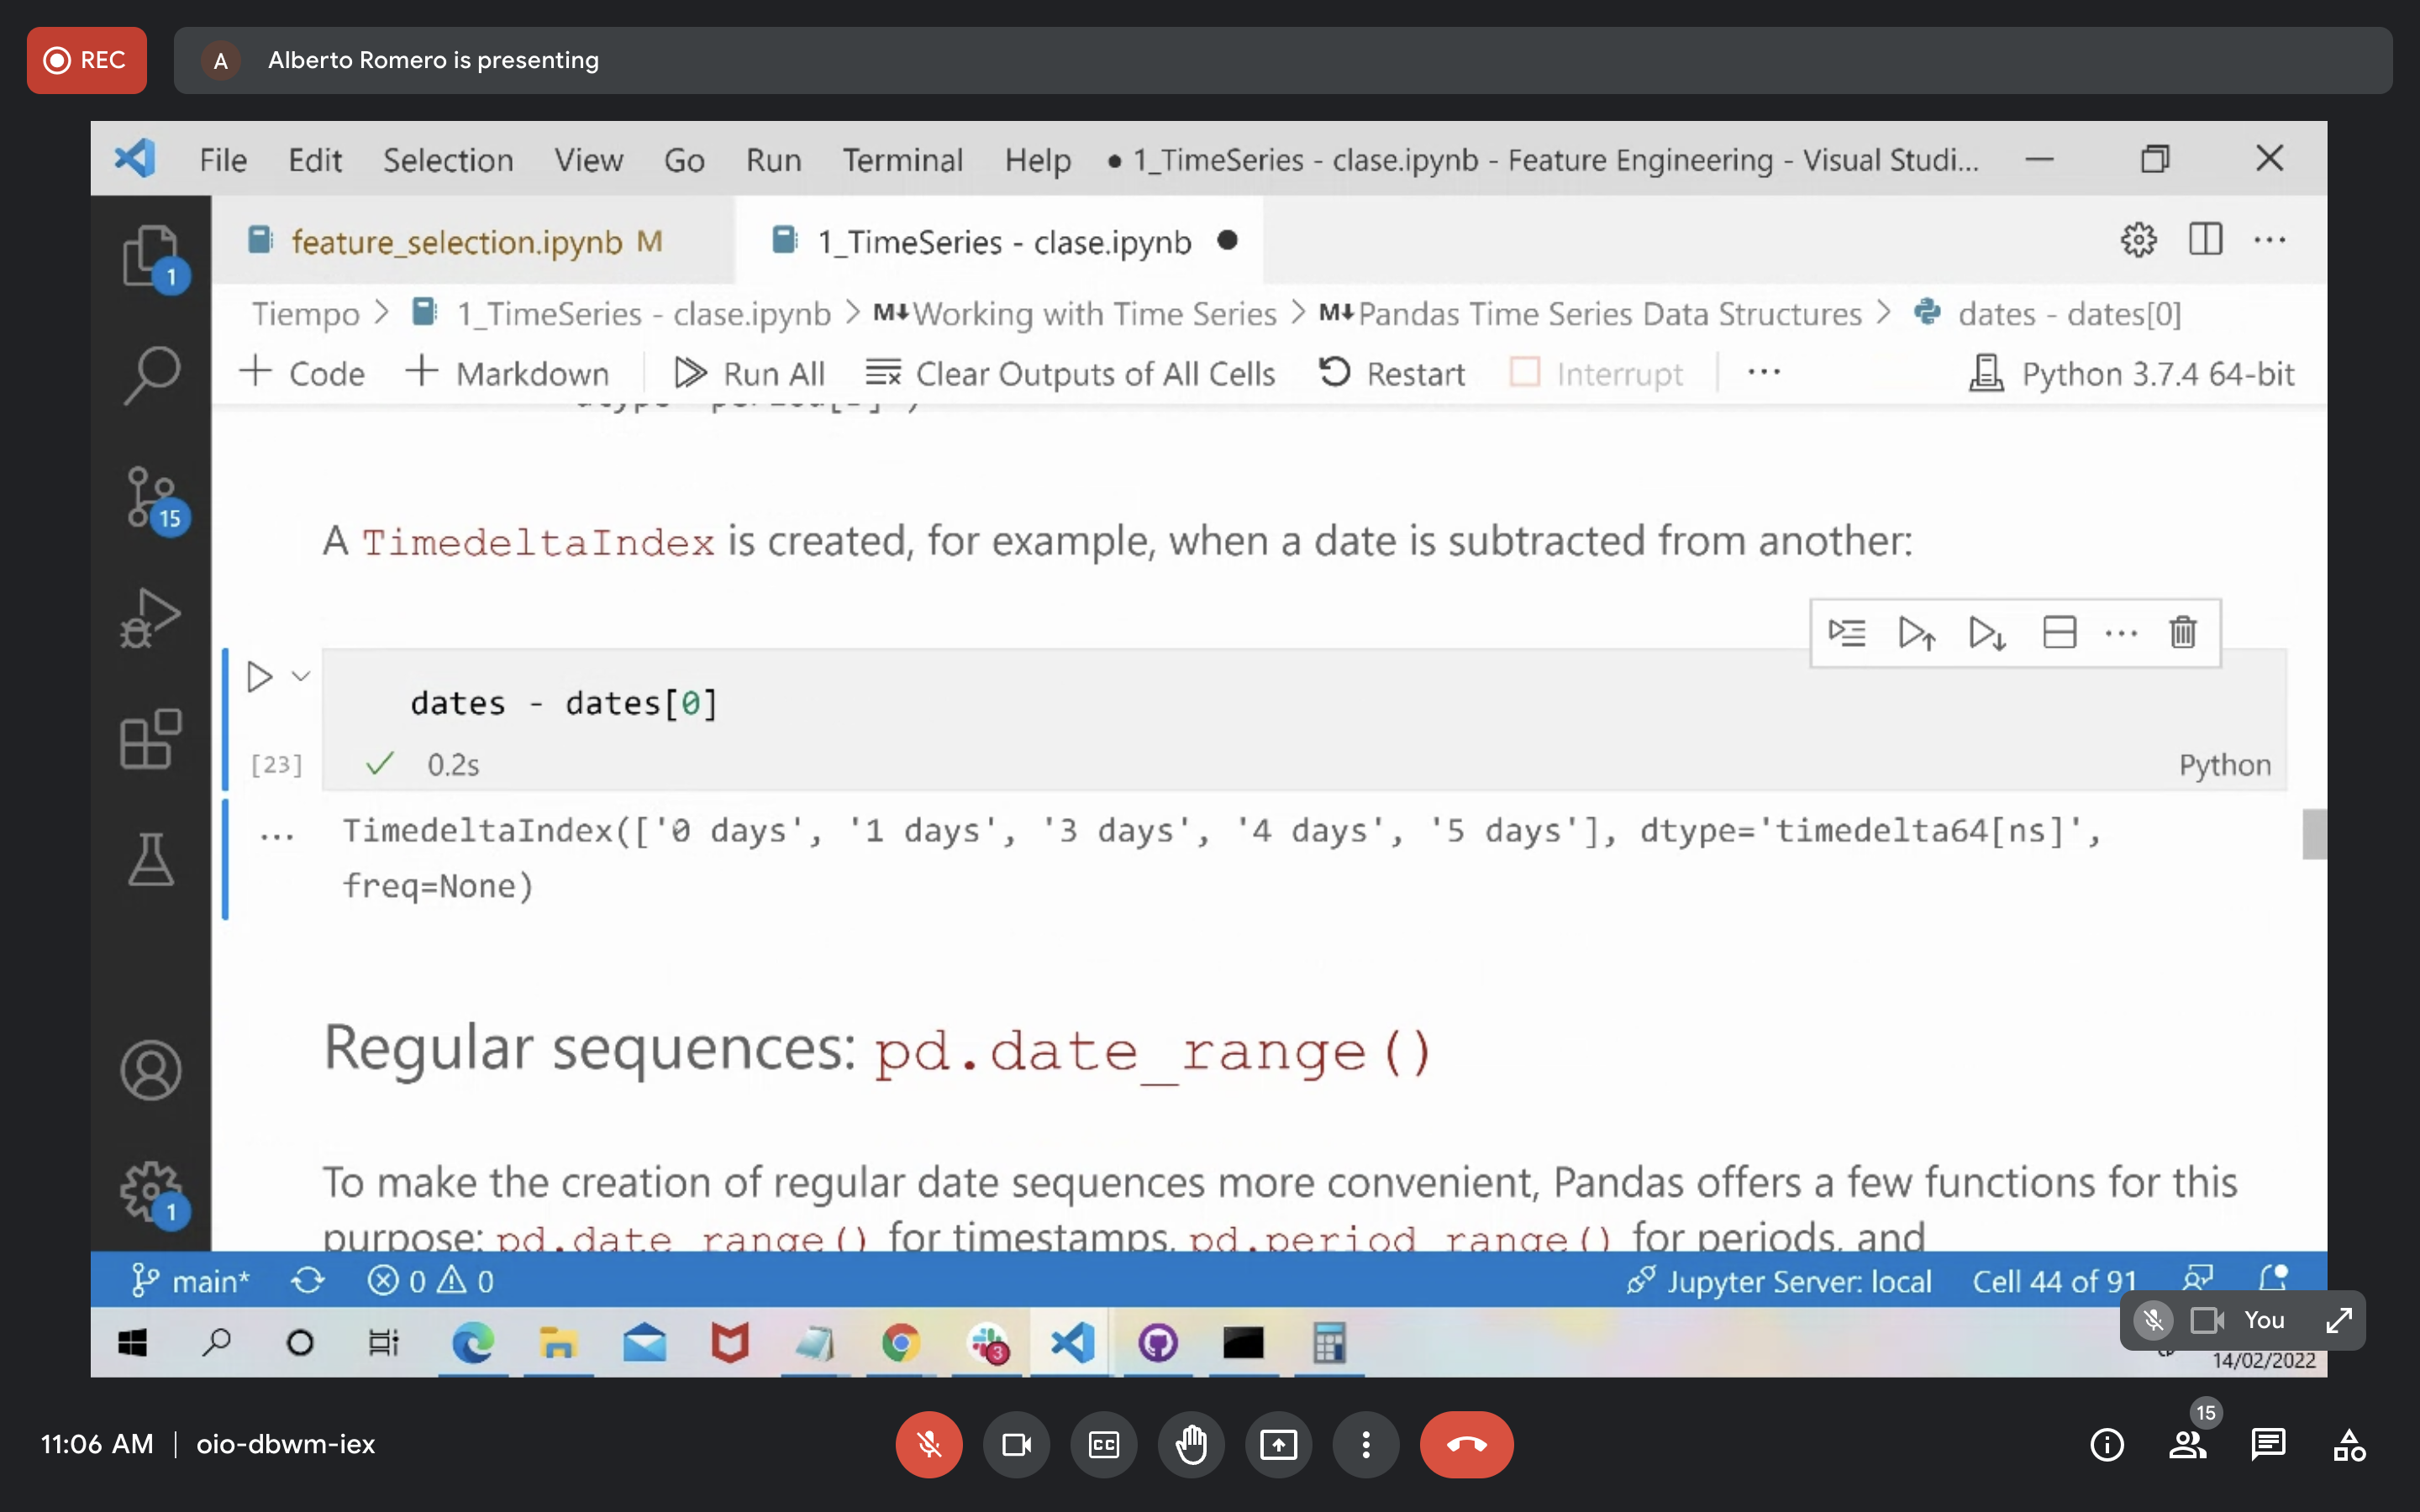 REC
A
Alberto Romero is presenting
File Edit Selection View Go Run Terminal Help ● 1_TimeSeries - clase.ipynb - Feature Engineering - Visual Studi...
feature_selection.ipynb M
1_TimeSeries - clase.ipynb ●
Tiempo > 1_TimeSeries - clase.ipynb > M↓Working with Time Series > M↓Pandas Time Series Data Structures > dates - dates[0]
+ Code + Markdown Run All Clear Outputs of All Cells Restart Interrupt ... Python 3.7.4 64-bit
1
15
A TimedeltaIndex is created, for example, when a date is subtracted from another:
dates - dates[0]
[23] ✓ 0.2s Python
... TimedeltaIndex(['0 days', '1 days', '3 days', '4 days', '5 days'], dtype='timedelta64[ns]',
freq=None)
Regular sequences: pd.date_range()
To make the creation of regular date sequences more convenient, Pandas offers a few functions for this
purpose: pd.date_range() for timestamps, pd.period_range() for periods, and
1
main* 0 0 Jupyter Server: local Cell 44 of 91
3
You
14/02/2022
11:06 AM | oio-dbwm-iex
CC
15